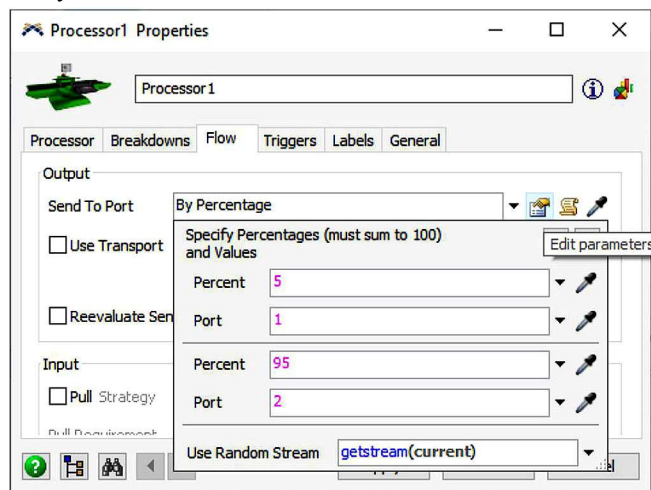 Processor1 Properties
Processor1
Processor Breakdowns Flow Triggers Labels General
Output
Send To Port By Percentage
Use Transport
Specify Percentages (must sum to 100)
and Values
Edit parameters
Percent 5
Reevaluate Sen
Port 1
Input
Percent 95
Pull Strategy
Port 2
Use Random Stream getstream(current)